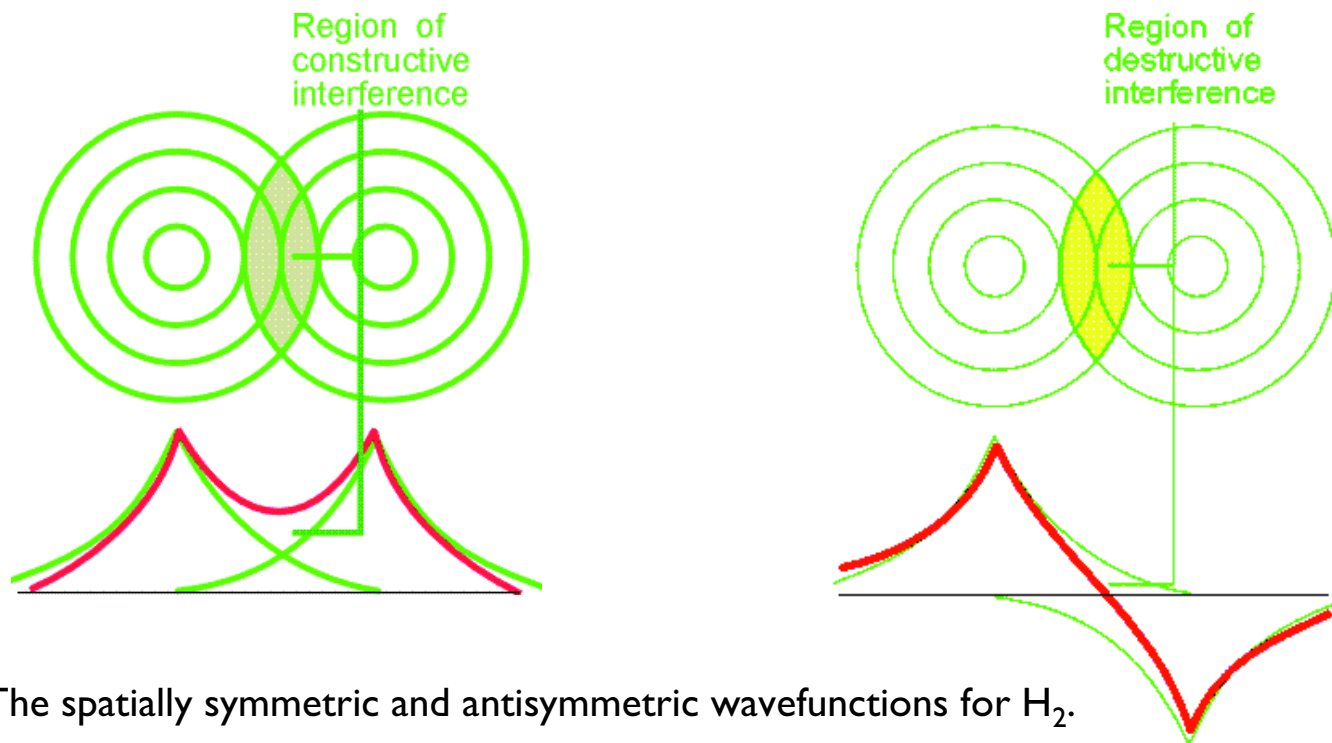 Region of
constructive
interference
Region of
destructive
interference
The spatially symmetric and antisymmetric wavefunctions for H₂.